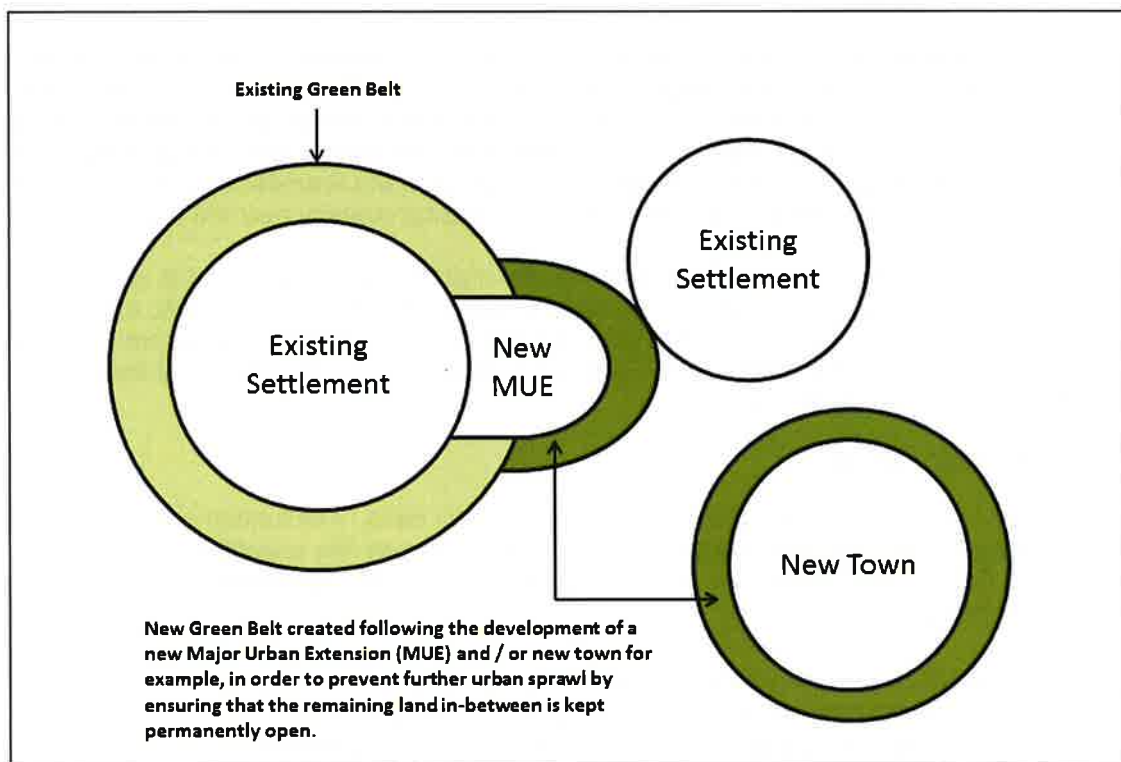 Existing Green Belt
Existing
Settlement
Existing
Settlement
New
MUE
New Town
New Green Belt created following the development of a
new Major Urban Extension (MUE) and / or new town for
example, in order to prevent further urban sprawl by
ensuring that the remaining land in-between is kept
permanently open.